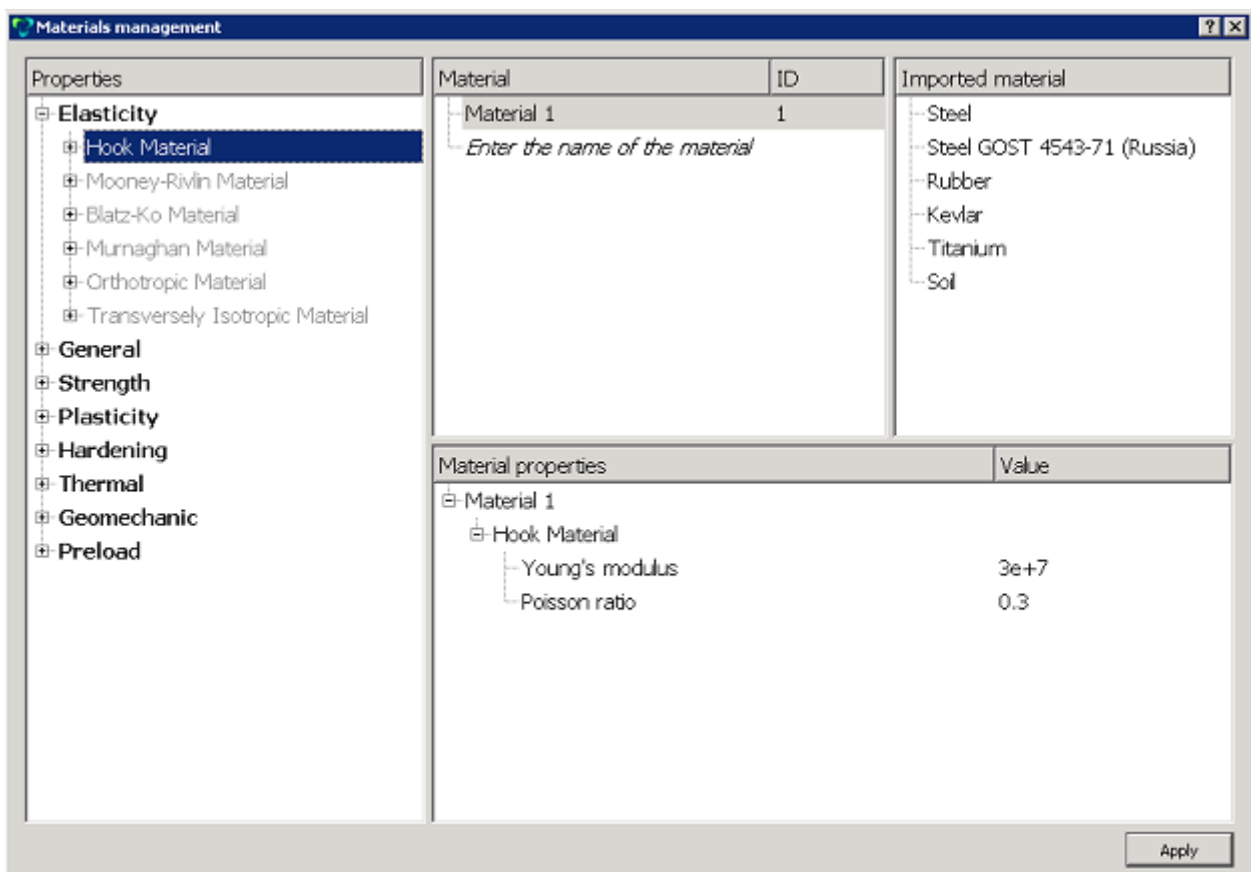 Materials management
Properties
Elasticity
Hook Material
Mooney-Rivlin Material
Blatz-Ko Material
Murnaghan Material
Orthotropic Material
Transversely Isotropic Material
General
Strength
Plasticity
Hardening
Thermal
Geomechanic
Preload
Material ID
Material 1 1
Enter the name of the material
Imported material
Steel
Steel GOST 4543-71 (Russia)
Rubber
Kevlar
Titanium
Soil
Material properties Value
Material 1
Hook Material
Young's modulus 3e+7
Poisson ratio 0.3
Apply